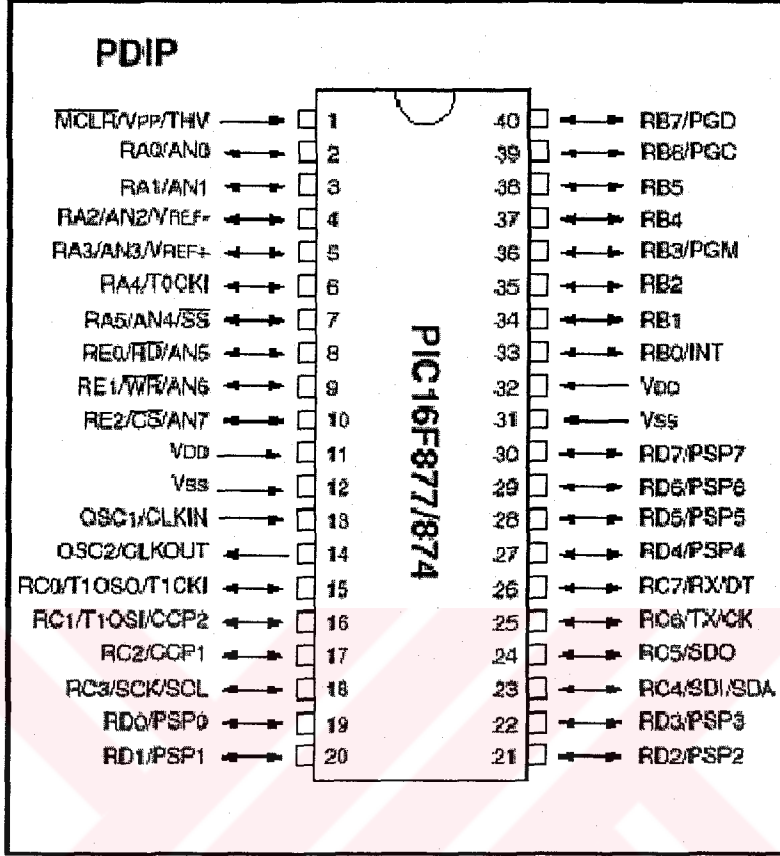 PDIP
MCLR/VPP/THV 1 40 RB7/PGD
RA0/AN0 2 39 RB6/PGC
RA1/AN1 3 38 RB5
RA2/AN2/VREF- 4 37 RB4
RA3/AN3/VREF+ 5 36 RB3/PGM
RA4/T0CKI 6 35 RB2
RA5/AN4/SS 7 34 RB1
RE0/RD/AN5 8 33 RB0/INT
RE1/WR/AN6 9 32 VDD
RE2/CS/AN7 10 31 VSS
VDD 11 30 RD7/PSP7
VSS 12 29 RD6/PSP6
OSC1/CLKIN 13 28 RD5/PSP5
OSC2/CLKOUT 14 27 RD4/PSP4
RC0/T1OSO/T1CKI 15 26 RC7/RX/DT
RC1/T1OSI/CCP2 16 25 RC6/TX/CK
RC2/CCP1 17 24 RC5/SDO
RC3/SCK/SCL 18 23 RC4/SDI/SDA
RD0/PSP0 19 22 RD3/PSP3
RD1/PSP1 20 21 RD2/PSP2
PIC16F877/874